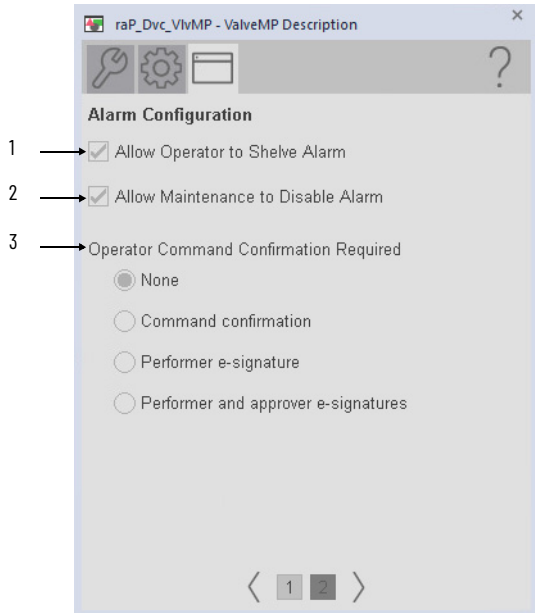 raP_Dvc_VlvMP - ValveMP Description
?
Alarm Configuration
1 Allow Operator to Shelve Alarm
2 Allow Maintenance to Disable Alarm
3 Operator Command Confirmation Required
None
Command confirmation
Performer e-signature
Performer and approver e-signatures
1 2